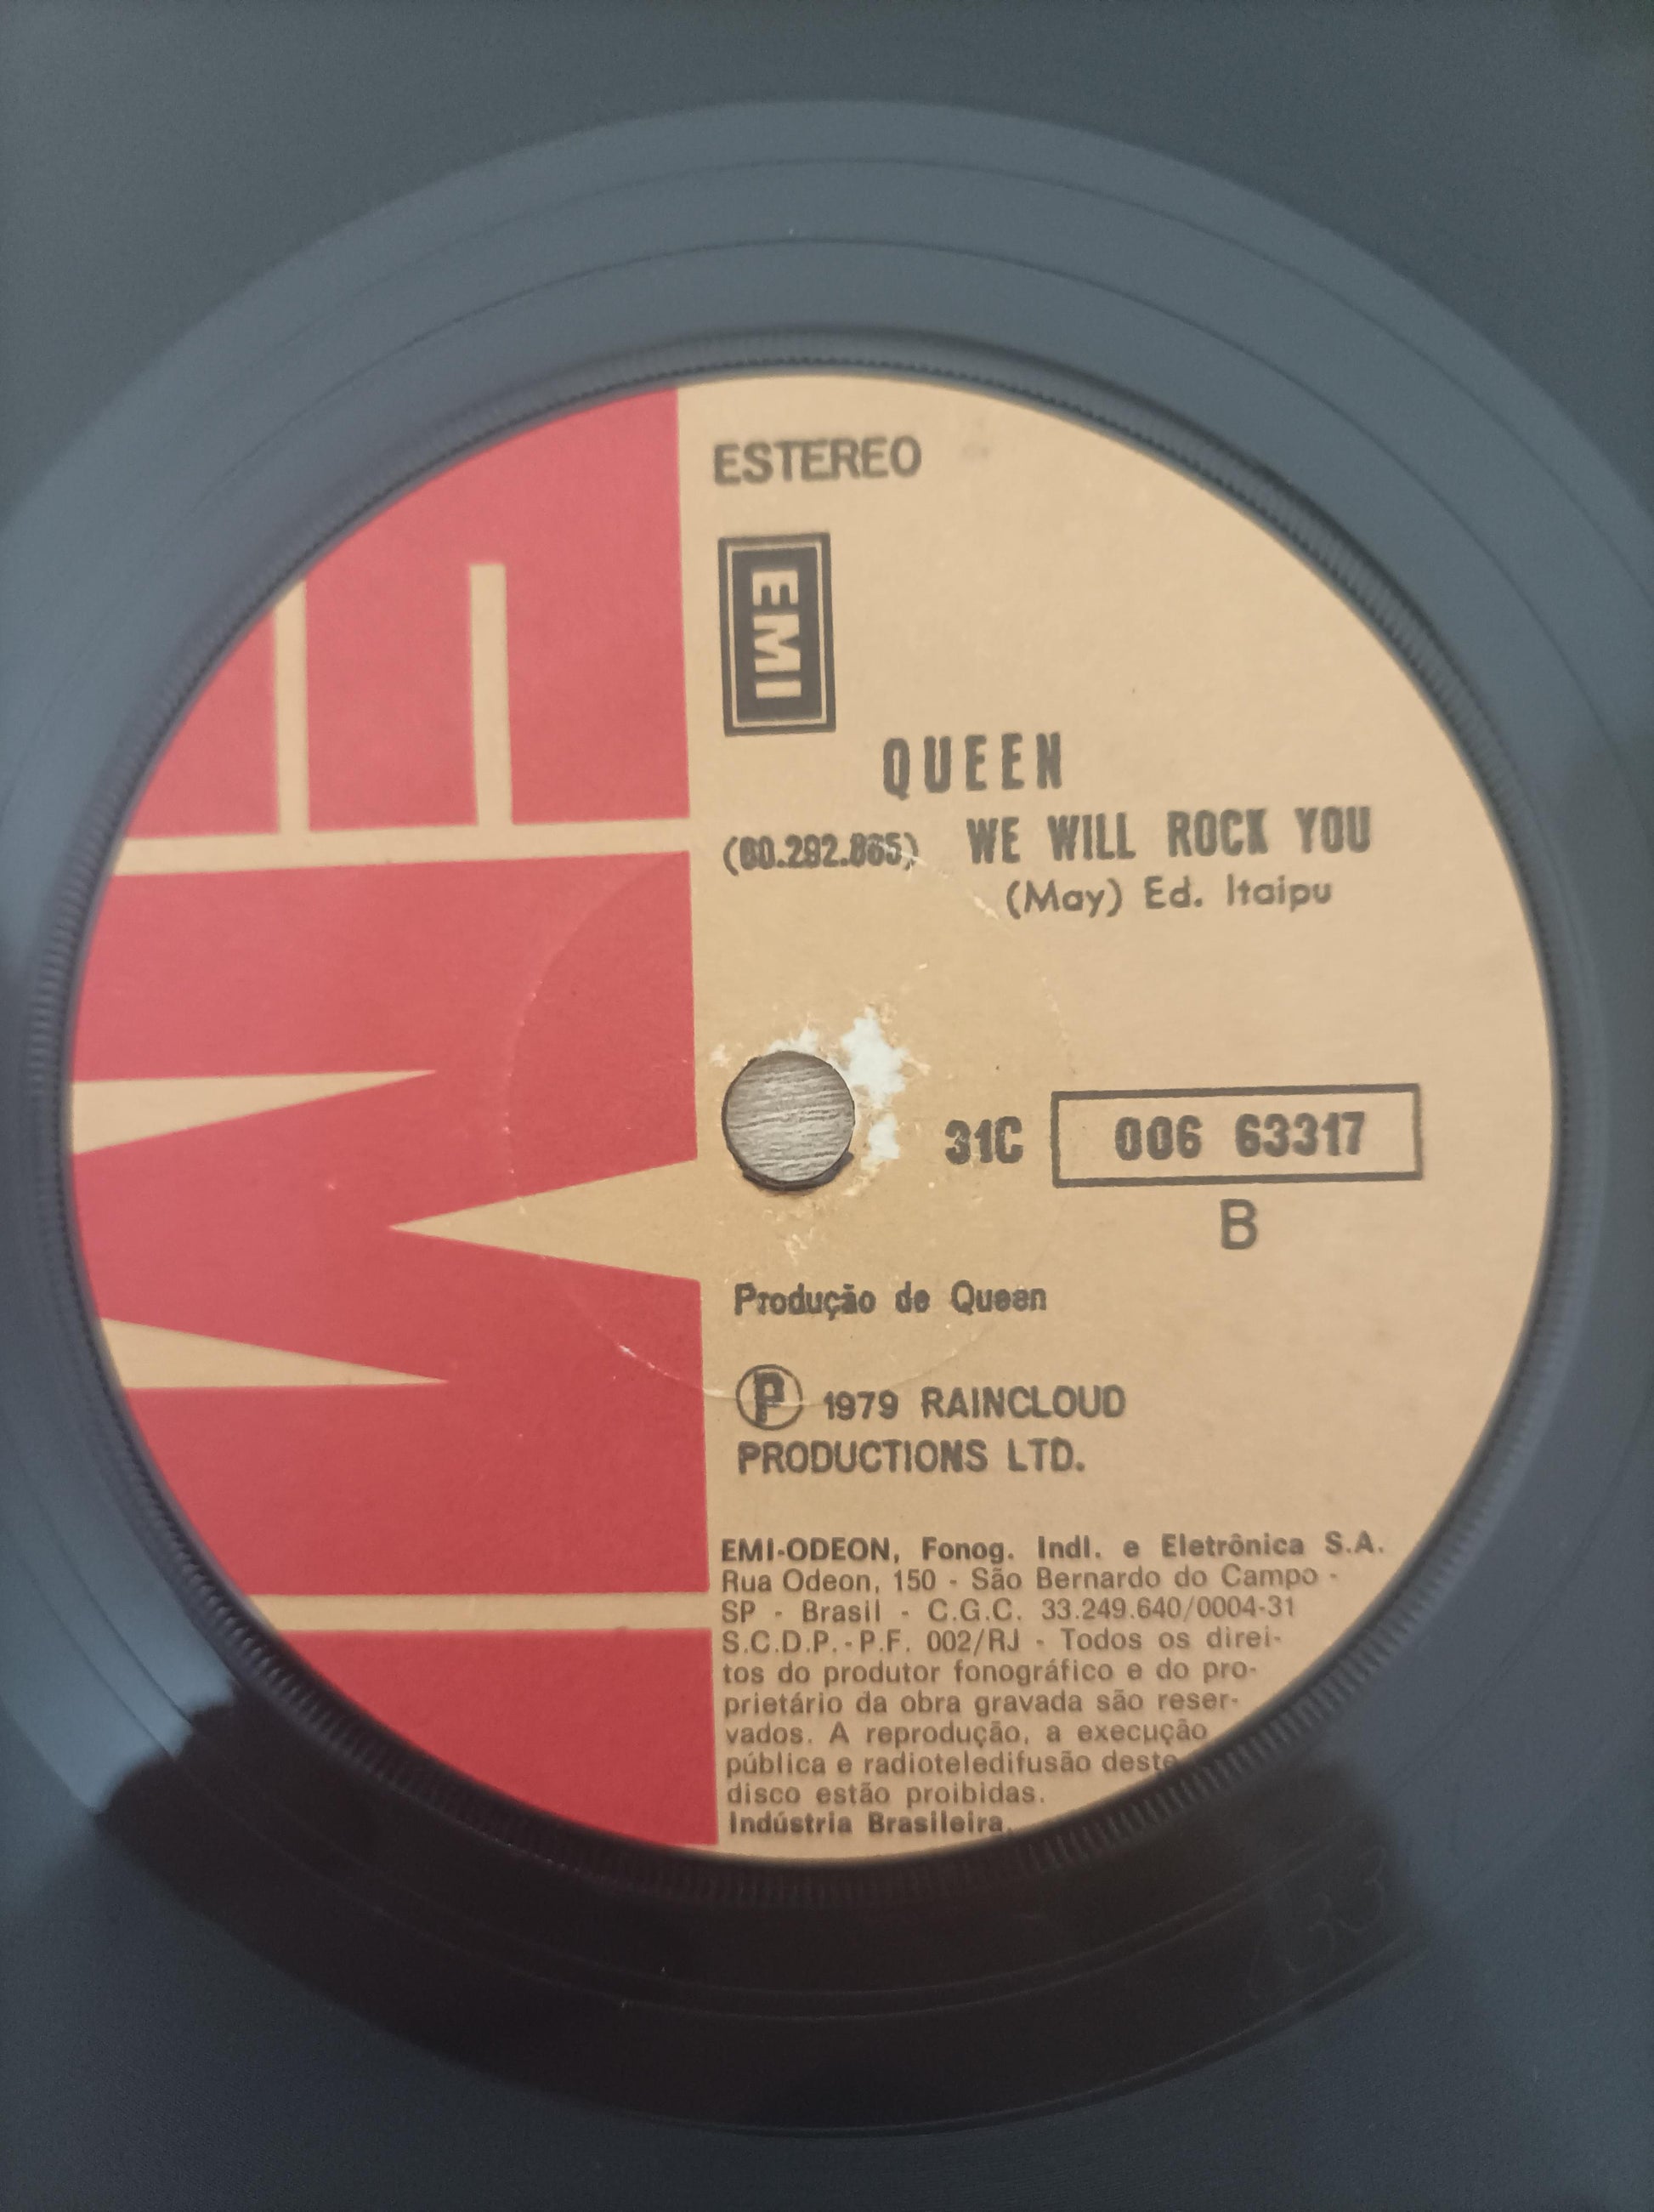 ESTEREO
EMI
EMI
QUEEN
(60.292.865) WE WILL ROCK YOU
(May) Ed. Itaipu
31C 006 63317
B
Produção de Queen
Ⓟ 1979 RAINCLOUD
PRODUCTIONS LTD.
EMI-ODEON, Fonog. Indl. e Eletrônica S.A.
Rua Odeon, 150 - São Bernardo do Campo -
SP - Brasil - C.G.C. 33.249.640/0004-31
S.C.D.P.-P.F. 002/RJ - Todos os direi-
tos do produtor fonográfico e do pro-
prietário da obra gravada são reser-
vados. A reprodução, a execução
pública e radioteledifusão deste
disco estão proibidas.
Indústria Brasileira.